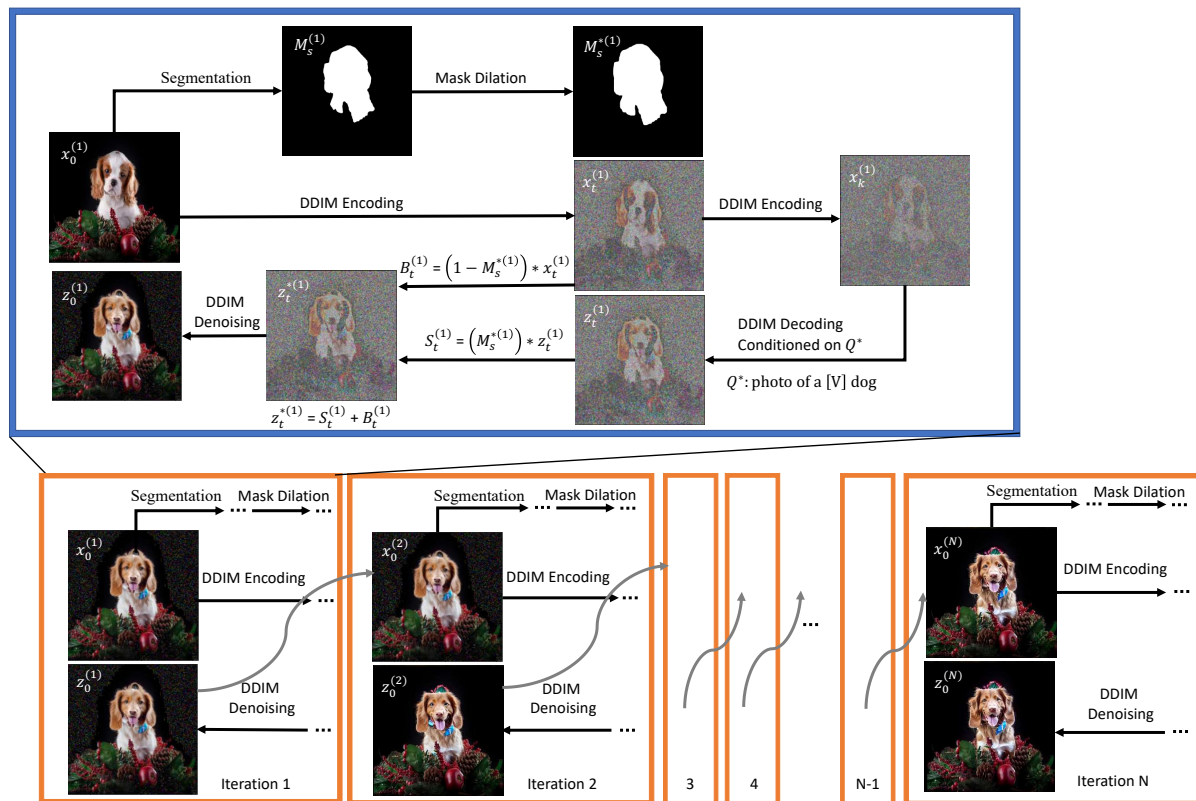 $M_s^{(1)}$
$M_s^{*(1)}$
Segmentation
Mask Dilation
$x_0^{(1)}$
$x_t^{(1)}$
$x_k^{(1)}$
DDIM Encoding
DDIM Encoding
$B_t^{(1)} = \left(1 - M_s^{*(1)}\right) * x_t^{(1)}$
$z_0^{(1)}$
DDIM
Denoising
$z_t^{*(1)}$
$z_t^{(1)}$
$S_t^{(1)} = \left(M_s^{*(1)}\right) * z_t^{(1)}$
DDIM Decoding
Conditioned on $Q^*$
$Q^*$: photo of a [V] dog
$z_t^{*(1)} = S_t^{(1)} + B_t^{(1)}$
Segmentation ... Mask Dilation ...
$x_0^{(1)}$
DDIM Encoding
...
$z_0^{(1)}$
DDIM
Denoising ...
Iteration 1
Segmentation ... Mask Dilation ...
$x_0^{(2)}$
DDIM Encoding
...
$z_0^{(2)}$
DDIM
Denoising ...
Iteration 2
3
4
...
N-1
Segmentation ... Mask Dilation ...
$x_0^{(N)}$
DDIM Encoding
...
$z_0^{(N)}$
DDIM
Denoising ...
Iteration N